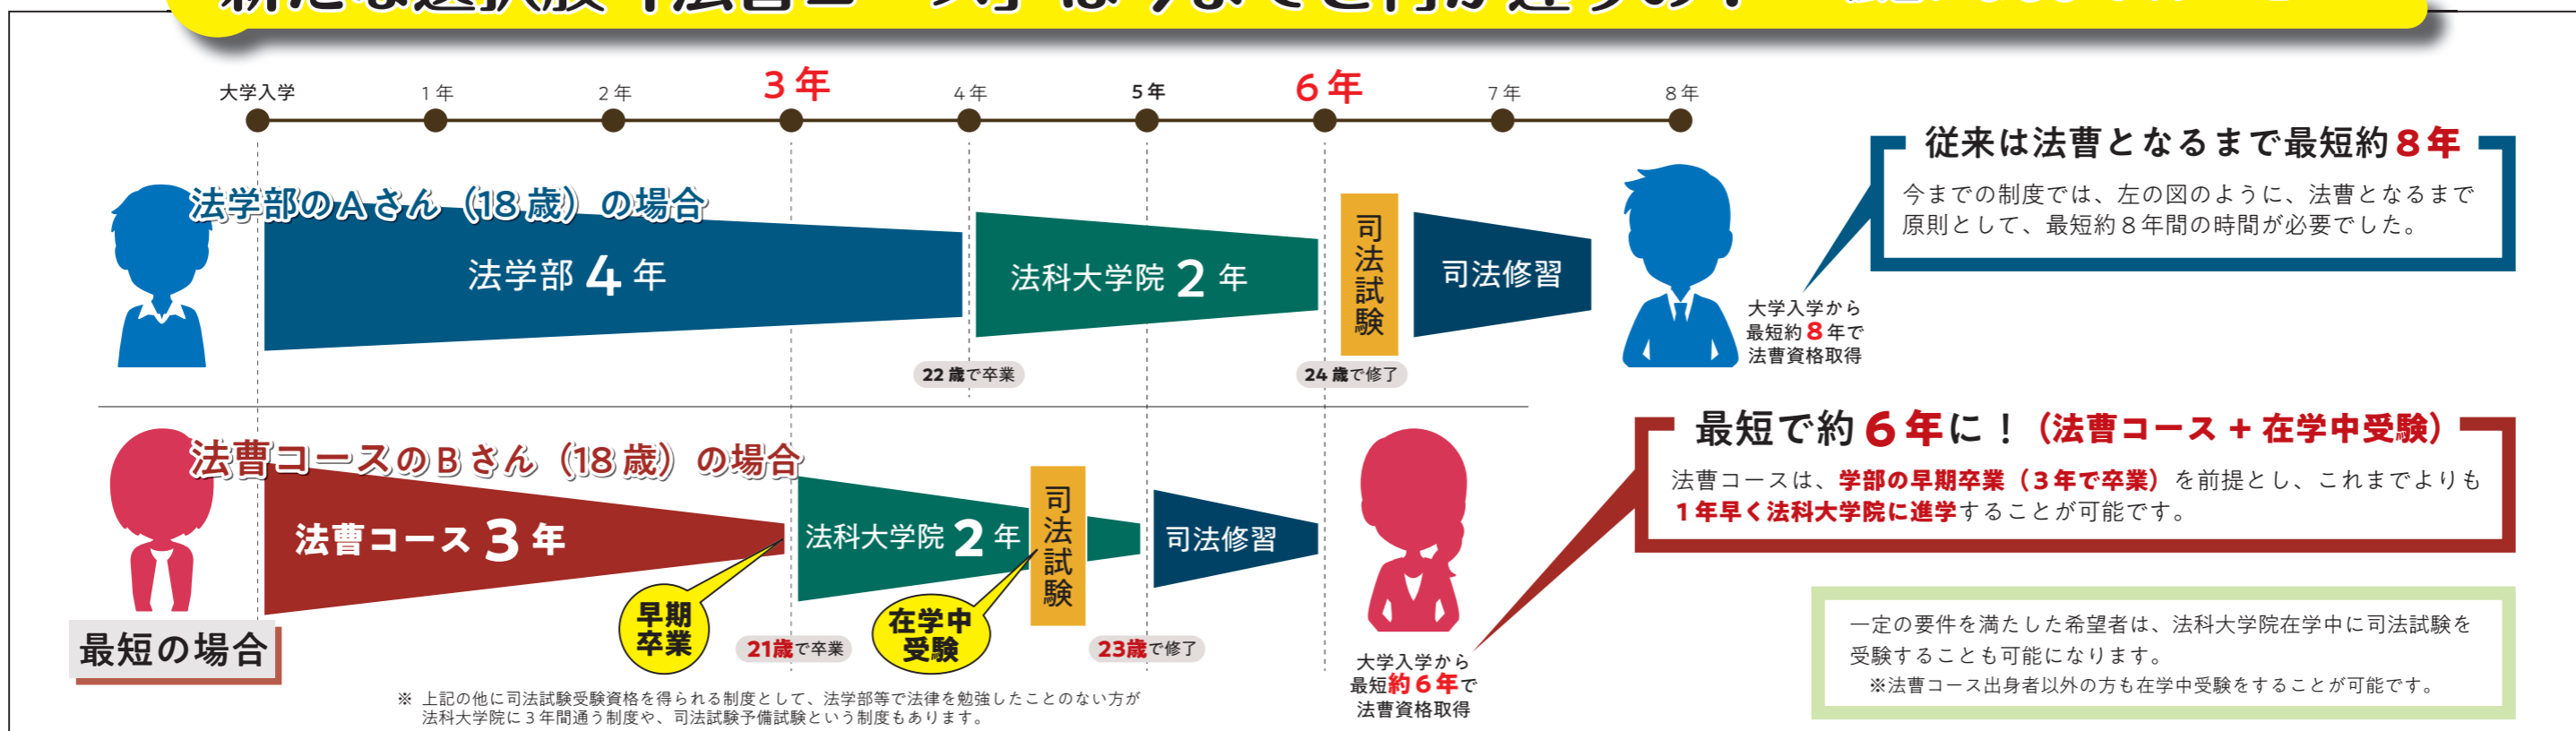 新たな選択肢「法曹コース」は今までと何が違うの？
大学入学
1年
2年
3年
4年
5年
6年
7年
8年
法学部のAさん（18歳）の場合
法学部 4 年
法科大学院 2 年
司法試験
司法修習
22歳で卒業
24歳で修了
大学入学から
最短約8年で
法曹資格取得
従来は法曹となるまで最短約8年
今までの制度では、左の図のように、法曹となるまで
原則として、最短約８年間の時間が必要でした。
法曹コースのBさん（18歳）の場合
法曹コース 3 年
法科大学院 2 年
司法試験
司法修習
早期
卒業
在学中
受験
21歳で卒業
23歳で修了
最短の場合
大学入学から
最短約6年で
法曹資格取得
最短で約6年に！（法曹コース + 在学中受験）
法曹コースは、学部の早期卒業（３年で卒業）を前提とし、これまでよりも
１年早く法科大学院に進学することが可能です。
一定の要件を満たした希望者は、法科大学院在学中に司法試験を
受験することも可能になります。
※法曹コース出身者以外の方も在学中受験をすることが可能です。
※ 上記の他に司法試験受験資格を得られる制度として、法学部等で法律を勉強したことのない方が
法科大学院に３年間通う制度や、司法試験予備試験という制度もあります。